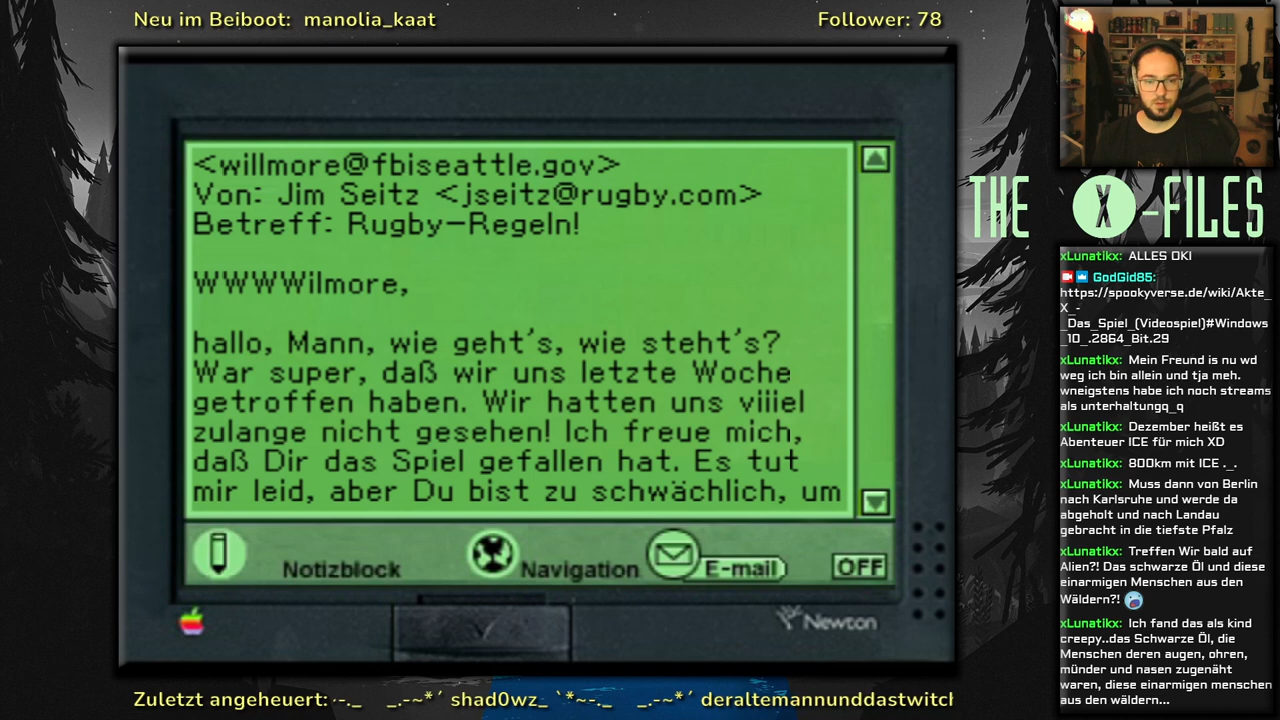 Neu im Beiboot: manolia_kaat
Follower: 78
<willmore@fbiseattle.gov>
Von: Jim Seitz <jseitz@rugby.com>
Betreff: Rugby-Regeln!
WWWWilmore,
hallo, Mann, wie geht's, wie steht's?
War super, daß wir uns letzte Woche
getroffen haben. Wir hatten uns viiiel
zulange nicht gesehen! Ich freue mich,
daß Dir das Spiel gefallen hat. Es tut
mir leid, aber Du bist zu schwächlich, um
Notizblock
Navigation
E-mail
OFF
Newton
THE X-FILES
xLunatikx: ALLES OKI
GodGid85:
https://spookyverse.de/wiki/Akte_
X_-
_Das_Spiel_(Videospiel)#Windows
_10_.2864_Bit.29
xLunatikx: Mein Freund is nu wd
weg ich bin allein und tja meh.
wneigstens habe ich noch streams
als unterhaltungq_q
xLunatikx: Dezember heißt es
Abenteuer ICE für mich XD
xLunatikx: 800km mit ICE ._.
xLunatikx: Muss dann von Berlin
nach Karlsruhe und werde da
abgeholt und nach Landau
gebracht in die tiefste Pfalz
xLunatikx: Treffen Wir bald auf
Alien?! Das schwarze Öl und diese
einarmigen Menschen aus den
Wäldern?!
xLunatikx: Ich fand das als kind
creepy..das Schwarze Öl, die
Menschen deren augen, ohren,
münder und nasen zugenäht
waren, diese einarmigen menschen
aus den wäldern...
Zuletzt angeheuert: ·-._ _.-~*´ shad0wz_ `*~-._ _.-~*´ deraltemannunddastwitch